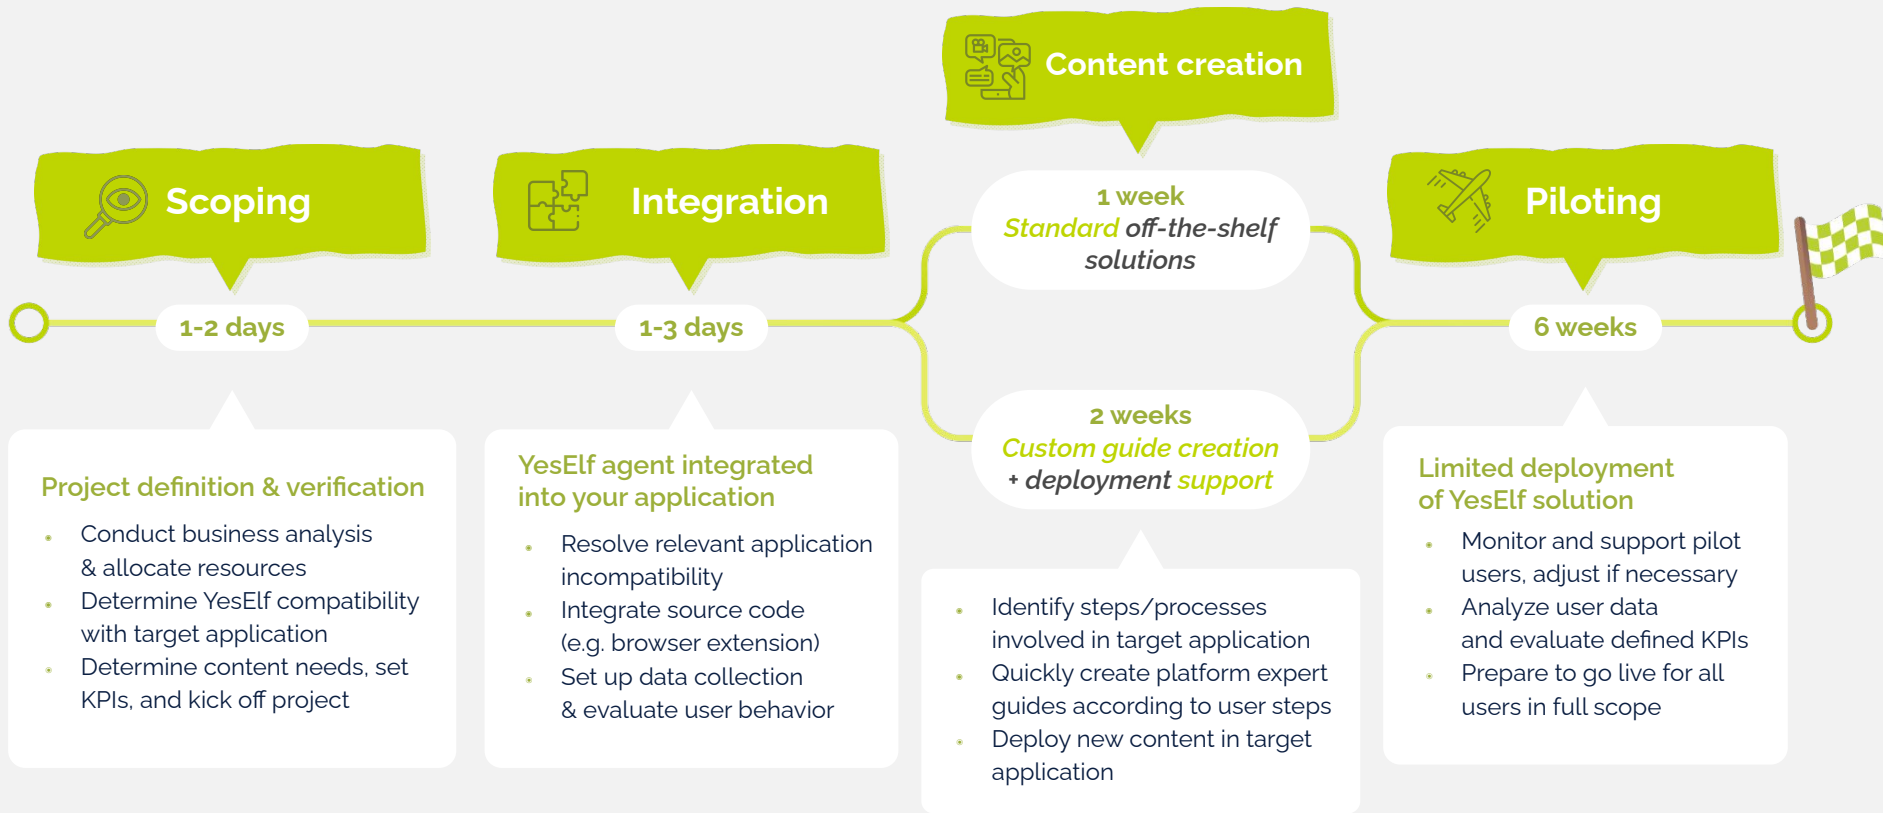 Scoping
1-2 days
Project definition & verification
• Conduct business analysis
& allocate resources
• Determine YesElf compatibility
with target application
• Determine content needs, set
KPIs, and kick off project
Integration
1-3 days
YesElf agent integrated
into your application
• Resolve relevant application
incompatibility
• Integrate source code
(e.g. browser extension)
• Set up data collection
& evaluate user behavior
Content creation
1 week
Standard off-the-shelf
solutions
2 weeks
Custom guide creation
+ deployment support
• Identify steps/processes
involved in target application
• Quickly create platform expert
guides according to user steps
• Deploy new content in target
application
Piloting
6 weeks
Limited deployment
of YesElf solution
• Monitor and support pilot
users, adjust if necessary
• Analyze user data
and evaluate defined KPIs
• Prepare to go live for all
users in full scope